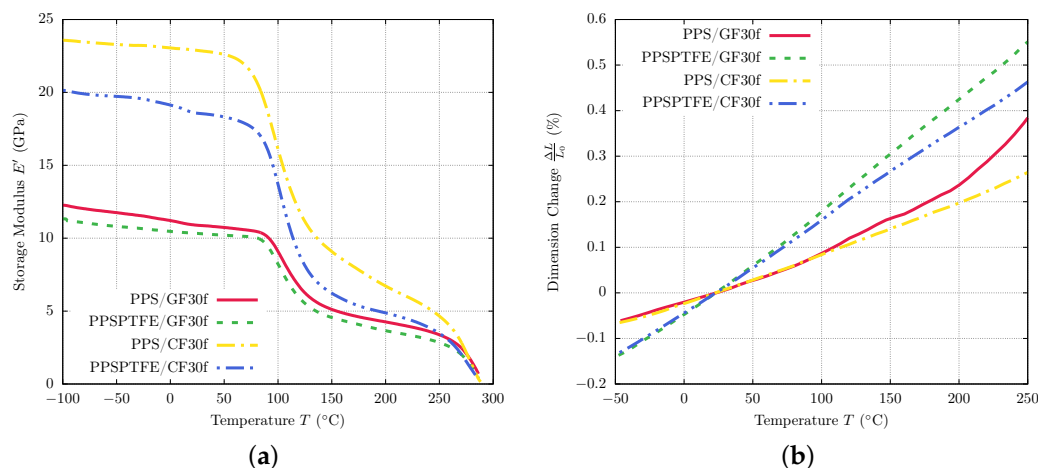 25
20
15
10
5
0
−100
−50
0
50
100
150
200
250
300
Storage Modulus E′ (GPa)
Temperature T (°C)
PPS/GF30f
PPSPTFE/GF30f
PPS/CF30f
PPSPTFE/CF30f
(a)
0.6
0.5
0.4
0.3
0.2
0.1
0
−0.1
−0.2
−50
0
50
100
150
200
250
Dimension Change ΔL/L₀ (%)
Temperature T (°C)
PPS/GF30f
PPSPTFE/GF30f
PPS/CF30f
PPSPTFE/CF30f
(b)